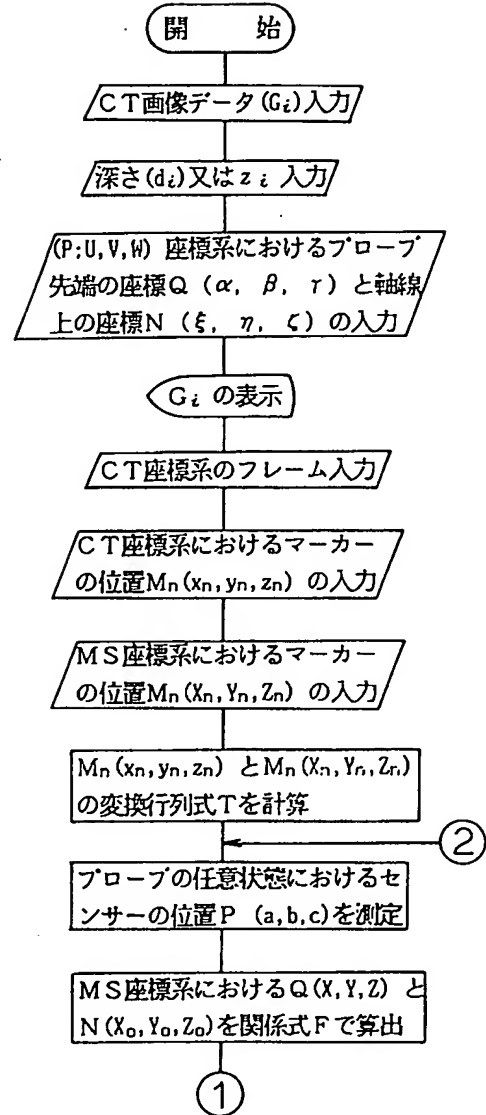 開　始
CT画像データ(Gi)入力
深さ(di)又はzi 入力
(P:U,V,W) 座標系におけるプローブ
先端の座標Q (α, β, γ) と軸線
上の座標N (ξ, η, ζ) の入力
Gi の表示
CT座標系のフレーム入力
CT座標系におけるマーカー
の位置Mn(xn,yn,zn) の入力
MS座標系におけるマーカー
の位置Mn(Xn,Yn,Zn) の入力
Mn(xn,yn,zn) とMn(Xn,Yn,Zn)
の変換行列式Tを計算
②
プローブの任意状態におけるセ
ンサーの位置P (a,b,c)を測定
MS座標系におけるQ(X,Y,Z) と
N(X₀,Y₀,Z₀)を関係式Fで算出
①